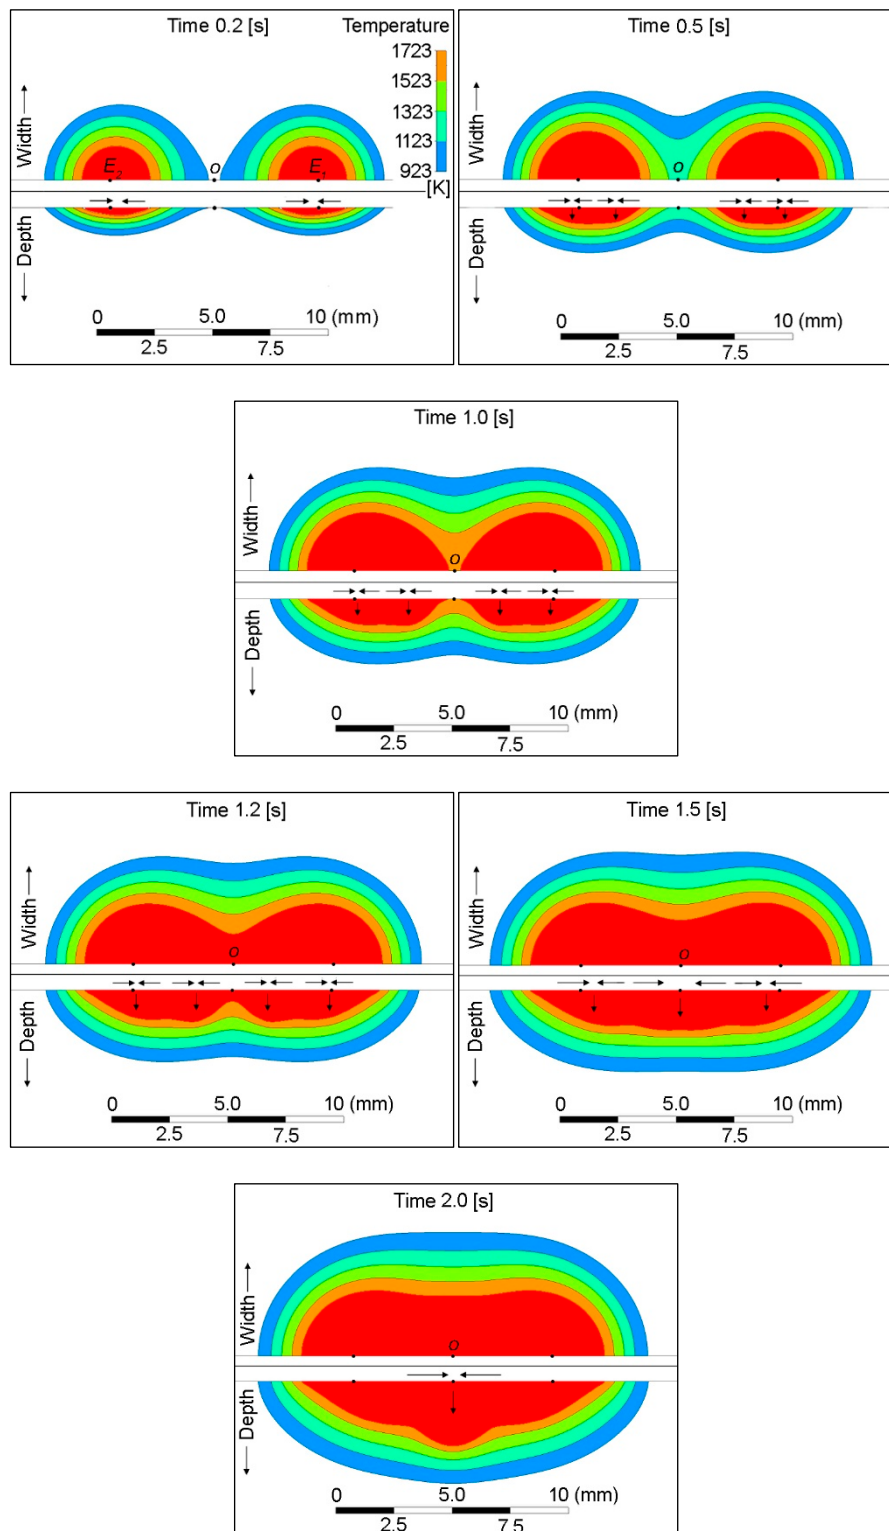 Time 0.2 [s]
Temperature
1723
1523
1323
1123
923
[K]
Width
E2
o
E1
Depth
0 5.0 10 (mm)
2.5 7.5
Time 0.5 [s]
Width
o
Depth
0 5.0 10 (mm)
2.5 7.5
Time 1.0 [s]
Width
o
Depth
0 5.0 10 (mm)
2.5 7.5
Time 1.2 [s]
Width
o
Depth
0 5.0 10 (mm)
2.5 7.5
Time 1.5 [s]
Width
o
Depth
0 5.0 10 (mm)
2.5 7.5
Time 2.0 [s]
Width
o
Depth
0 5.0 10 (mm)
2.5 7.5